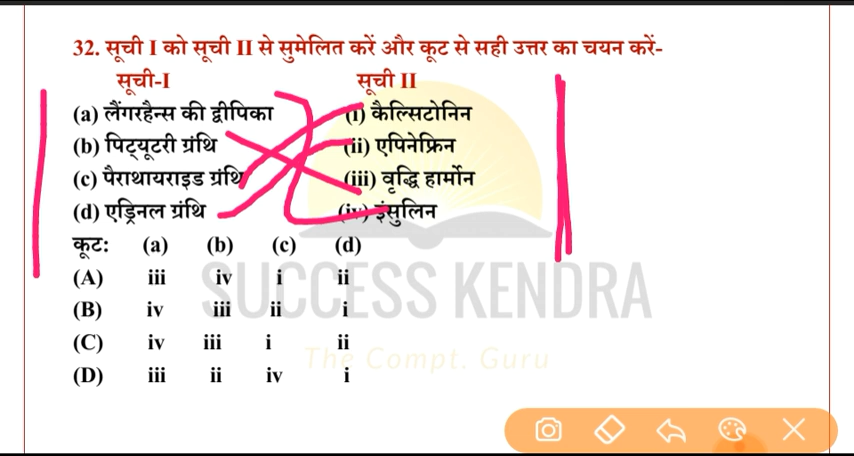 32. सूची I को सूची II से सुमेलित करें और कूट से सही उत्तर का चयन करें-
सूची-I सूची II
(a) लैंगरहैन्स की द्वीपिका (i) कैल्सिटोनिन
(b) पिट्यूटरी ग्रंथि (ii) एपिनेफ्रिन
(c) पैराथायराइड ग्रंथि (iii) वृद्धि हार्मोन
(d) एड्रिनल ग्रंथि (iv) इंसुलिन
कूट: (a) (b) (c) (d)
(A) iii iv i ii
(B) iv iii ii i
(C) iv iii i ii
(D) iii ii iv i
SUCCESS KENDRA
The Compt. Guru